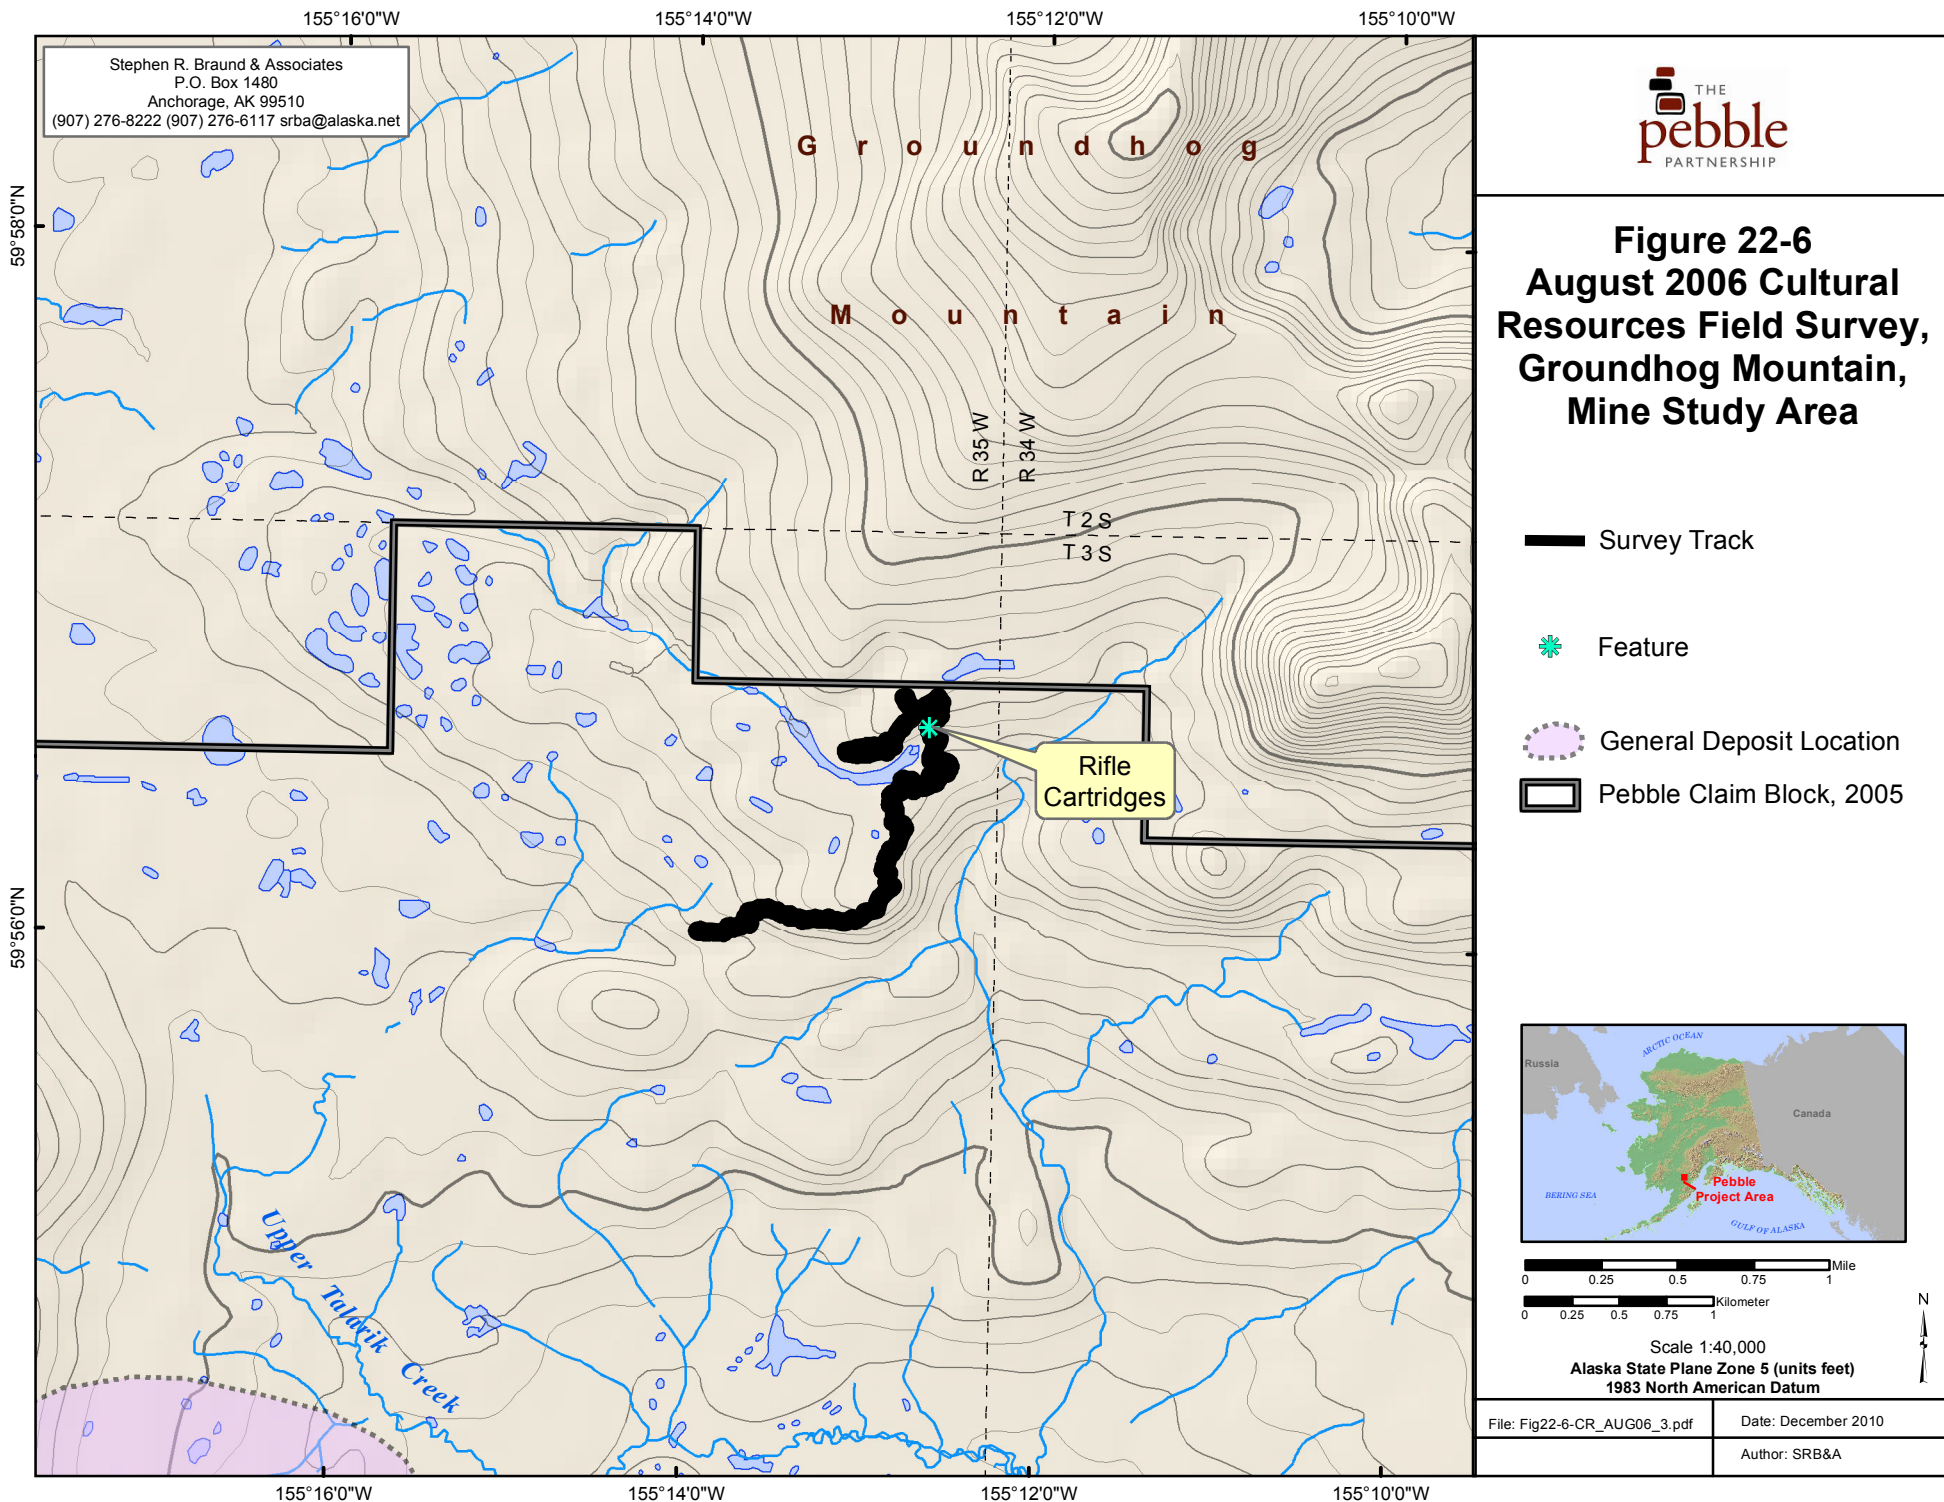 155°16'0"W
155°14'0"W
155°12'0"W
155°10'0"W
Stephen R. Braund & Associates
P.O. Box 1480
Anchorage, AK 99510
(907) 276-8222 (907) 276-6117 srba@alaska.net
59°58'0"N
59°56'0"N
Groundhog
Mountain
R 35 W
R 34 W
T 2 S
T 3 S
Rifle
Cartridges
Upper Talarik Creek
155°16'0"W
155°14'0"W
155°12'0"W
155°10'0"W
THE
pebble
PARTNERSHIP
Figure 22-6
August 2006 Cultural
Resources Field Survey,
Groundhog Mountain,
Mine Study Area
Survey Track
Feature
General Deposit Location
Pebble Claim Block, 2005
ARCTIC OCEAN
Russia
Canada
BERING SEA
Pebble
Project Area
GULF OF ALASKA
Mile
0 0.25 0.5 0.75 1
Kilometer
0 0.25 0.5 0.75 1
N
Scale 1:40,000
Alaska State Plane Zone 5 (units feet)
1983 North American Datum
File: Fig22-6-CR_AUG06_3.pdf
Date: December 2010
Author: SRB&A